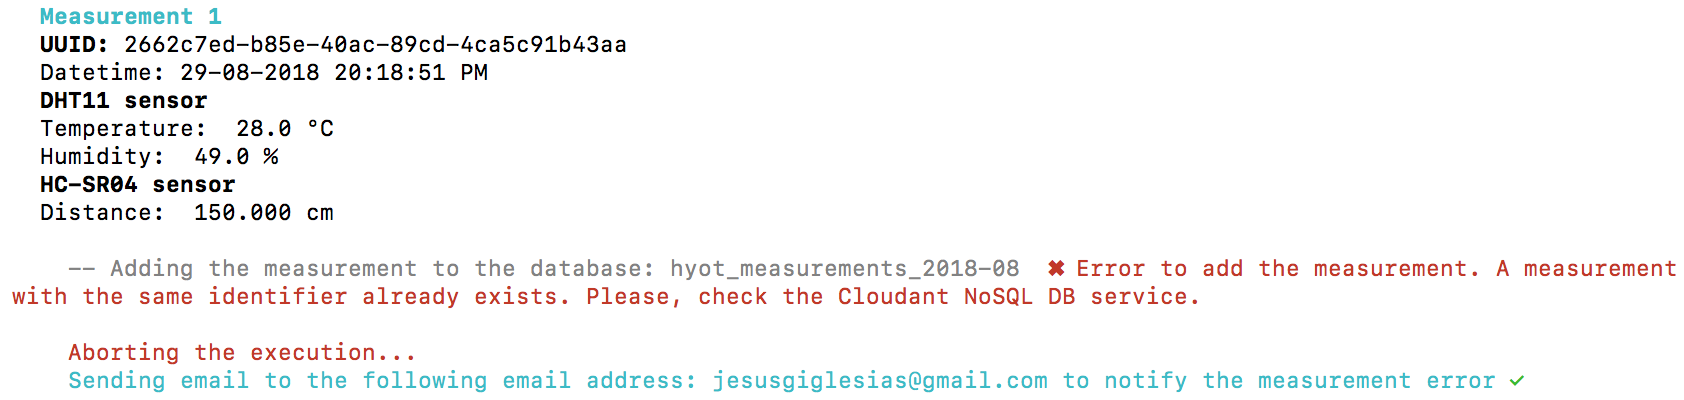 Measurement 1
UUID: 2662c7ed-b85e-40ac-89cd-4ca5c91b43aa
Datetime: 29-08-2018 20:18:51 PM
DHT11 sensor
Temperature:  28.0 °C
Humidity:  49.0 %
HC-SR04 sensor
Distance:  150.000 cm
-- Adding the measurement to the database: hyot_measurements_2018-08  ✖ Error to add the measurement. A measurement
with the same identifier already exists. Please, check the Cloudant NoSQL DB service.
Aborting the execution...
Sending email to the following email address: jesusgiglesias@gmail.com to notify the measurement error ✓